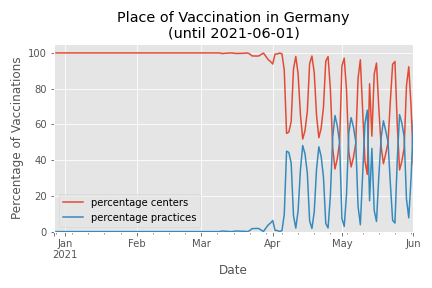 Place of Vaccination in Germany
(until 2021-06-01)
Percentage of Vaccinations
100
80
60
40
20
0
percentage centers
percentage practices
Jan Feb Mar Apr May Jun
2021
Date